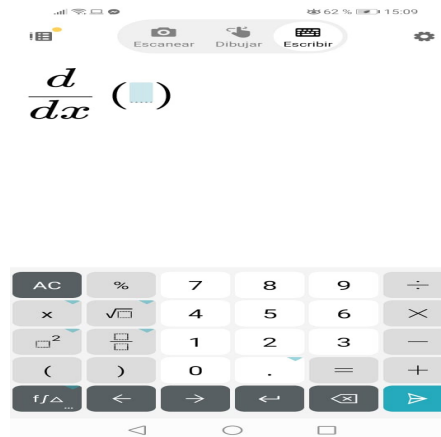 62 % 15:09
Escanear Dibujar Escribir
d
dx ( )
AC % 7 8 9 ÷
x √□ 4 5 6 ×
□² □/□ 1 2 3 −
( ) 0 . = +
f∫△ ... ← → ↵ ⌫